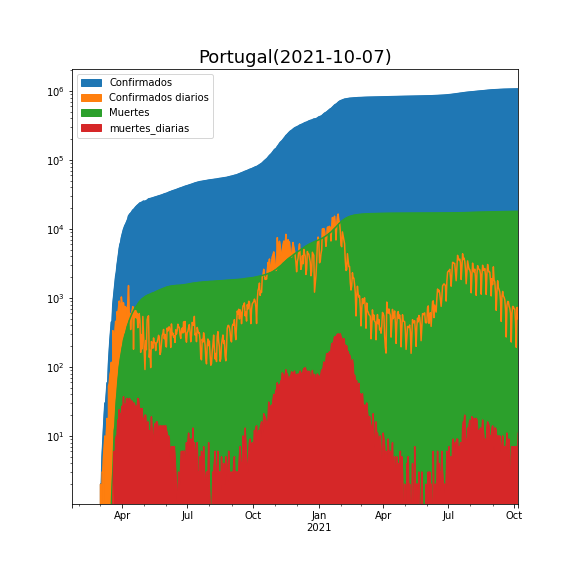 Portugal(2021-10-07)
Confirmados
Confirmados diarios
Muertes
muertes_diarias
10⁶
10⁵
10⁴
10³
10²
10¹
Apr Jul Oct Jan Apr Jul Oct
2021